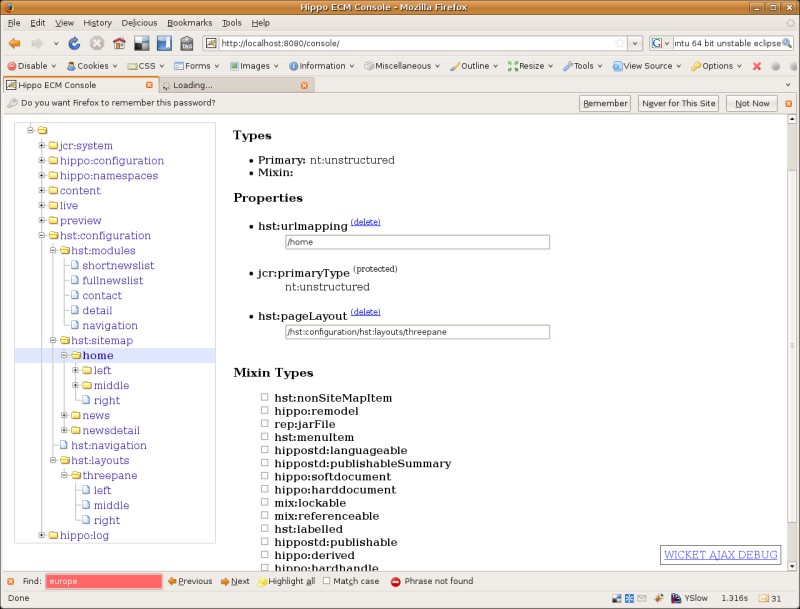 Hippo ECM Console - Mozilla Firefox
File Edit View History Delicious Bookmarks Tools Help
http://localhost:8080/console/
intu 64 bit unstable eclipse
Disable Cookies CSS Forms Images Information Miscellaneous Outline Resize Tools View Source Options
Hippo ECM Console
Loading...
Do you want Firefox to remember this password?
Remember
Never for This Site
Not Now
jcr:system
hippo:configuration
hippo:namespaces
content
live
preview
hst:configuration
hst:modules
shortnewslist
fullnewslist
contact
detail
navigation
hst:sitemap
home
left
middle
right
news
newsdetail
hst:navigation
hst:layouts
threepane
left
middle
right
hippo:log
Types
• Primary: nt:unstructured
• Mixin:
Properties
• hst:urlmapping (delete)
/home
• jcr:primaryType (protected)
nt:unstructured
• hst:pageLayout (delete)
/hst:configuration/hst:layouts/threepane
Mixin Types
hst:nonSiteMapItem
hippo:remodel
rep:jarFile
hst:menuItem
hippostd:languageable
hippostd:publishableSummary
hippo:softdocument
hippo:harddocument
mix:lockable
mix:referenceable
hst:labelled
hippostd:publishable
hippo:derived
hippo:hardhandle
WICKET AJAX DEBUG
Find: europe Previous Next Highlight all Match case Phrase not found
Done
YSlow 1.316s 31